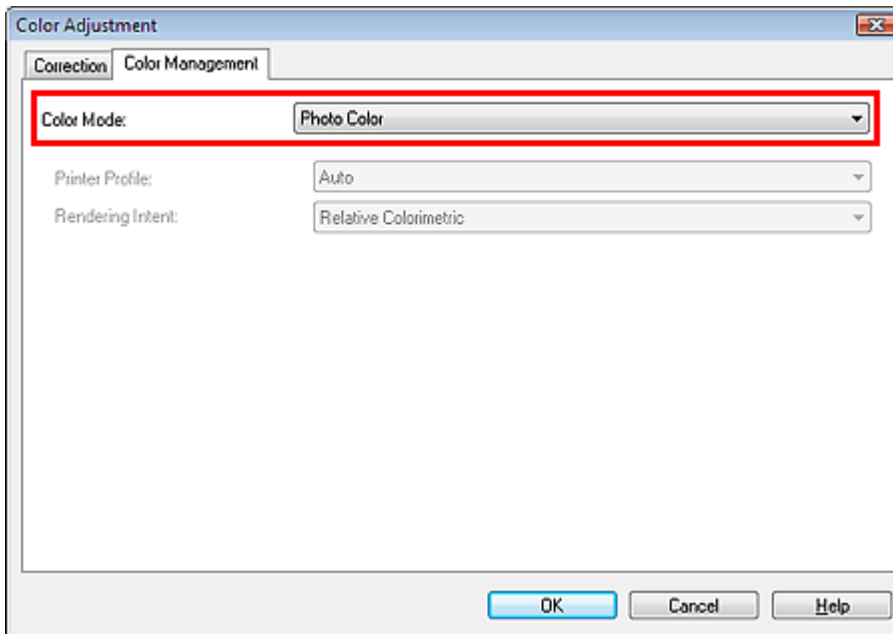 Color Adjustment
Correction Color Management
Color Mode: Photo Color
Printer Profile: Auto
Rendering Intent: Relative Colorimetric
OK Cancel Help